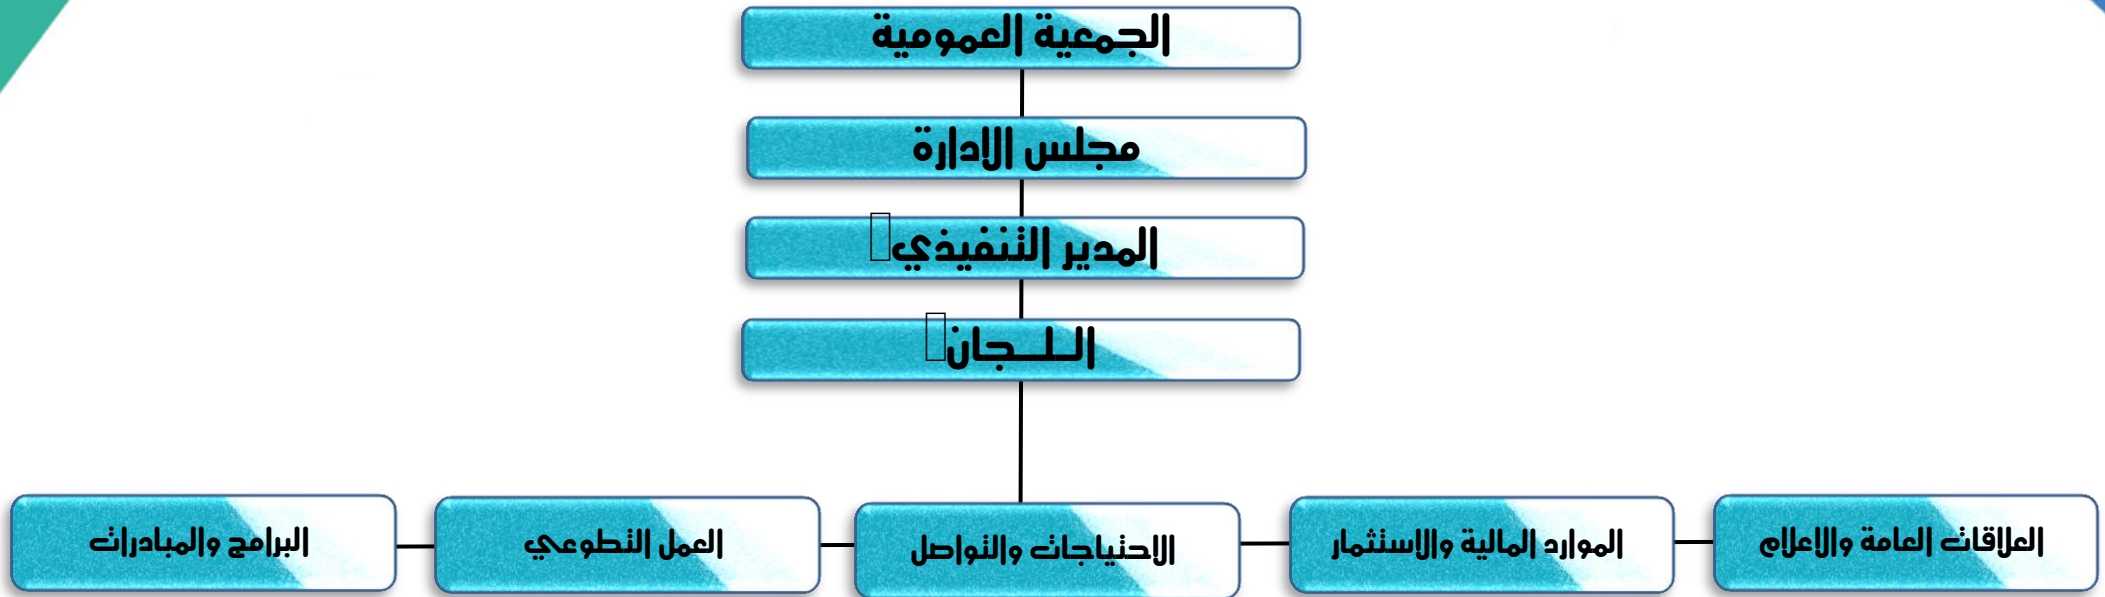 الجمعية العمومية
مجلس الادارة
المدير التنفيذي
اللـــجان
العلاقات العامة والاعلام
الموارد المالية والاستثمار
الاحتياجات والتواصل
العمل التطوعي
البرامج والمبادرات